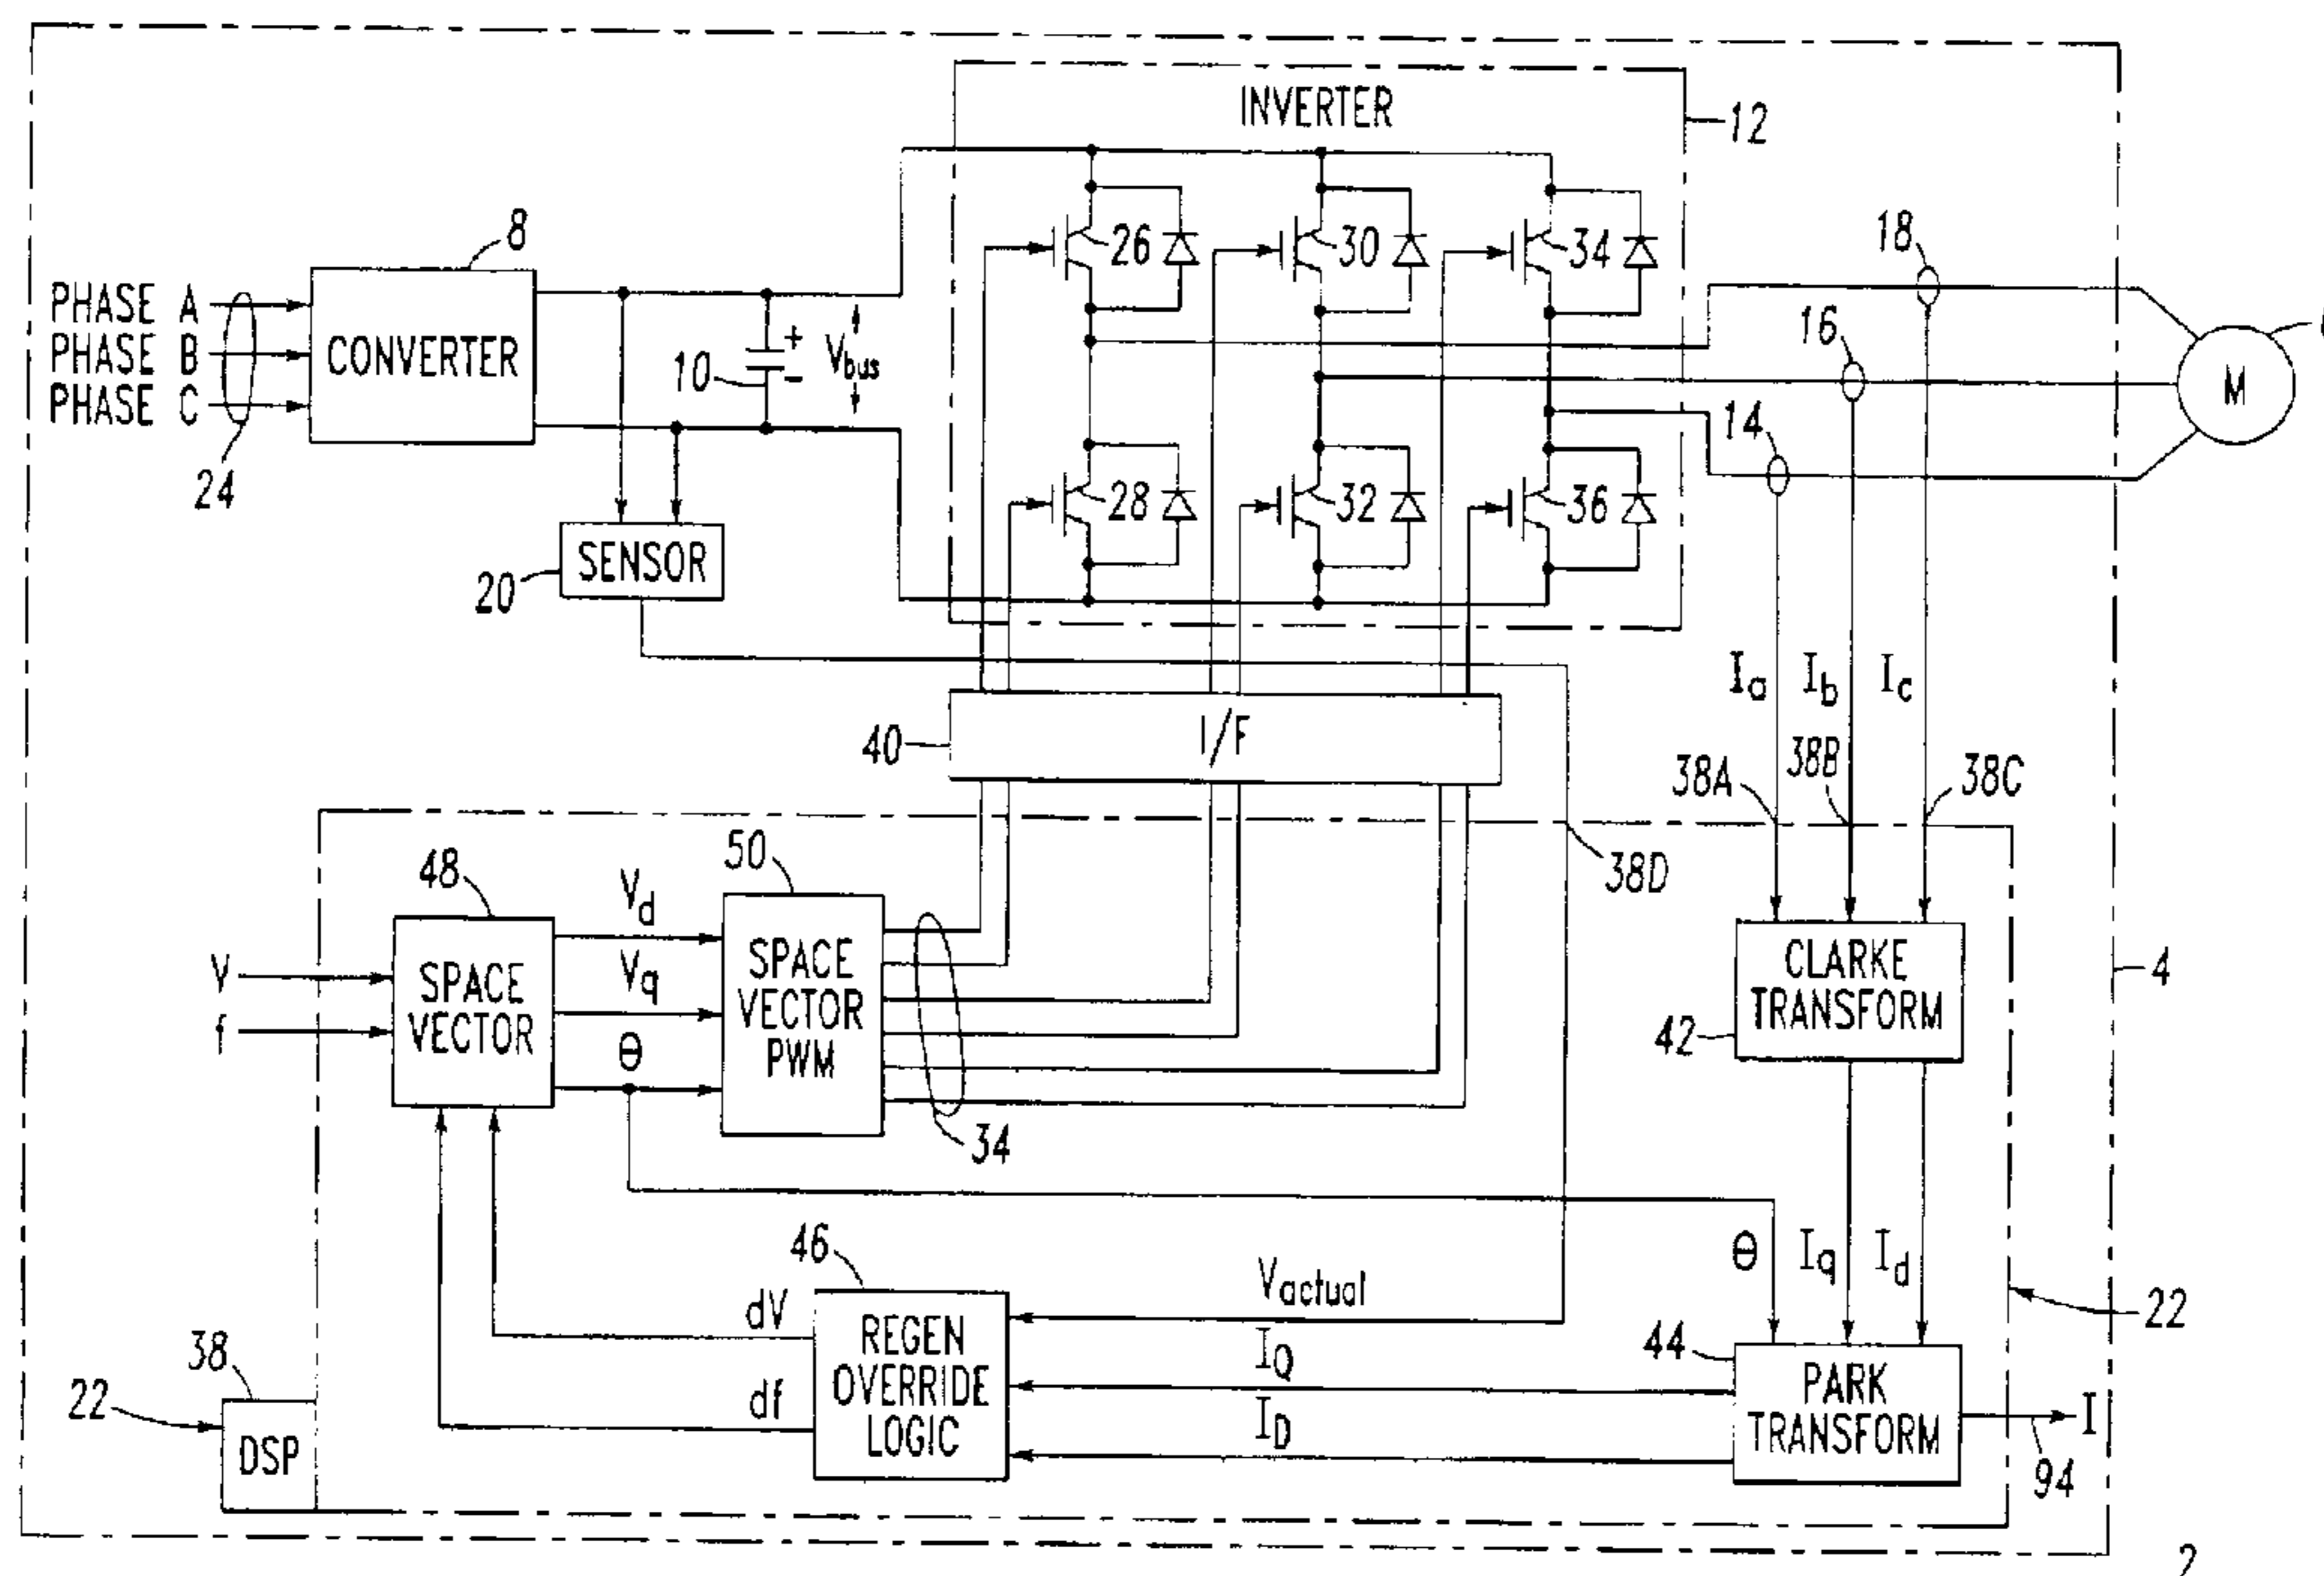 INVERTER
12
8
26
30
34
18
PHASE A
PHASE B
PHASE C
CONVERTER
10
+
-
Vbus
16
M
14
24
28
32
36
SENSOR
20
Ia
Ib
Ic
40
I/F
38A
38B
38C
38D
50
48
Vd
Vq
θ
V
f
SPACE
VECTOR
SPACE
VECTOR
PWM
34
CLARKE
TRANSFORM
42
4
46
θ
Iq
Id
22
dV
df
REGEN
OVERRIDE
LOGIC
Vactual
IQ
ID
44
PARK
TRANSFORM
I
94
38
22
DSP